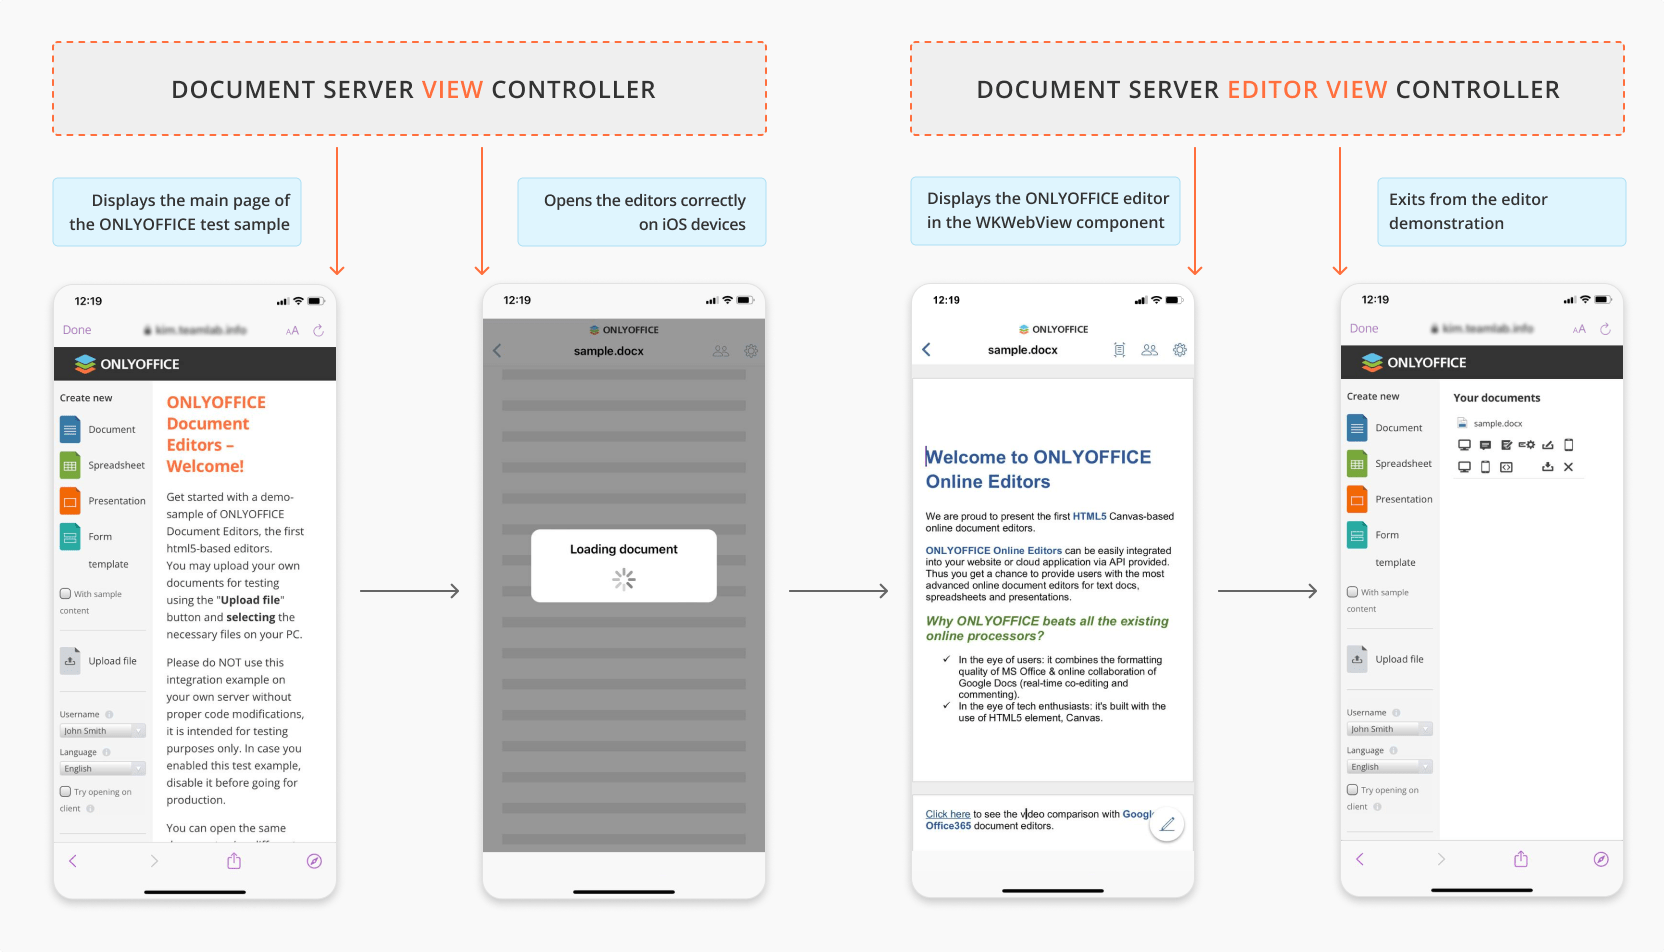 DOCUMENT SERVER VIEW CONTROLLER
DOCUMENT SERVER EDITOR VIEW CONTROLLER
Displays the main page of
the ONLYOFFICE test sample
Opens the editors correctly
on iOS devices
Displays the ONLYOFFICE editor
in the WKWebView component
Exits from the editor
demonstration
12:19
Done
AA
ONLYOFFICE
Create new
Document
Spreadsheet
Presentation
Form
template
With sample
content
Upload file
Username
John Smith
Language
English
Try opening on
client
ONLYOFFICE
Document
Editors –
Welcome!
Get started with a demo-
sample of ONLYOFFICE
Document Editors, the first
html5-based editors.
You may upload your own
documents for testing
using the "Upload file"
button and selecting the
necessary files on your PC.
Please do NOT use this
integration example on
your own server without
proper code modifications,
it is intended for testing
purposes only. In case you
enabled this test example,
disable it before going for
production.
You can open the same
12:19
ONLYOFFICE
sample.docx
Loading document
12:19
ONLYOFFICE
sample.docx
Welcome to ONLYOFFICE
Online Editors
We are proud to present the first HTML5 Canvas-based
online document editors.
ONLYOFFICE Online Editors can be easily integrated
into your website or cloud application via API provided.
Thus you get a chance to provide users with the most
advanced online document editors for text docs,
spreadsheets and presentations.
Why ONLYOFFICE beats all the existing
online processors?
✓ In the eye of users: it combines the formatting
quality of MS Office & online collaboration of
Google Docs (real-time co-editing and
commenting).
✓ In the eye of tech enthusiasts: it's built with the
use of HTML5 element, Canvas.
Click here to see the video comparison with Google
Office365 document editors.
12:19
Done
AA
ONLYOFFICE
Create new
Document
Spreadsheet
Presentation
Form
template
With sample
content
Upload file
Username
John Smith
Language
English
Try opening on
client
Your documents
sample.docx